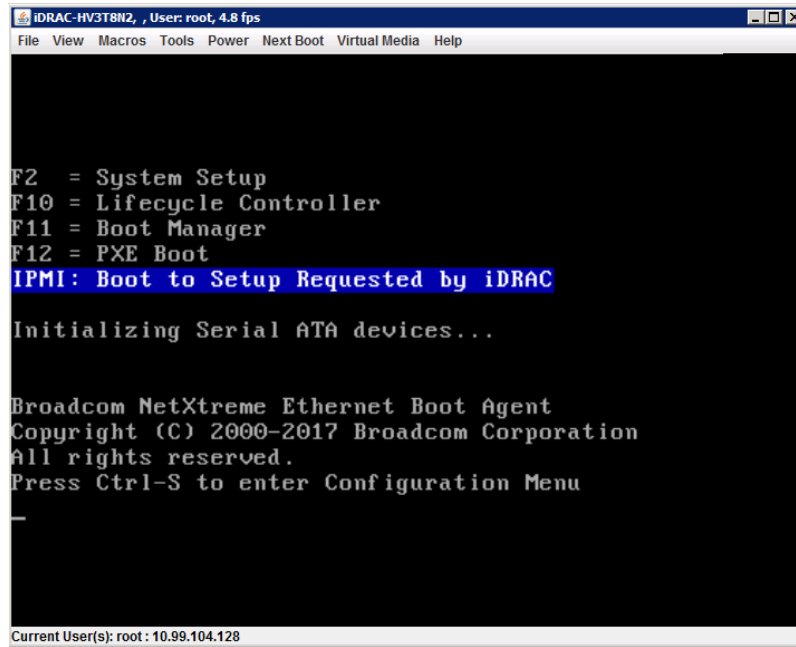 iDRAC-HV3T8N2, , User: root, 4.8 fps
File View Macros Tools Power Next Boot Virtual Media Help
F2 = System Setup
F10 = Lifecycle Controller
F11 = Boot Manager
F12 = PXE Boot
IPMI: Boot to Setup Requested by iDRAC
Initializing Serial ATA devices...
Broadcom NetXtreme Ethernet Boot Agent
Copyright (C) 2000-2017 Broadcom Corporation
All rights reserved.
Press Ctrl-S to enter Configuration Menu
Current User(s): root : 10.99.104.128